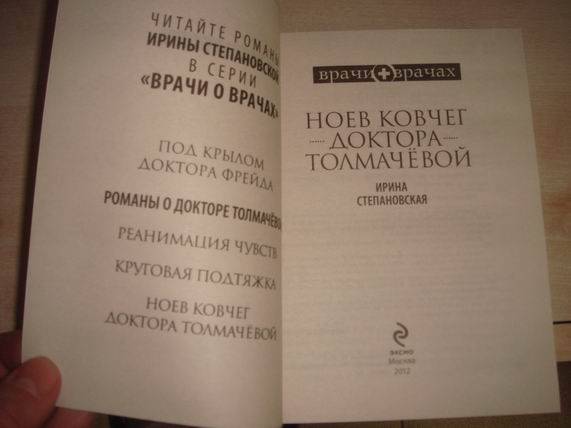 ЧИТАЙТЕ РОМАНЫ
ИРИНЫ СТЕПАНОВСКОЙ
В СЕРИИ
«ВРАЧИ О ВРАЧАХ»
ПОД КРЫЛОМ
ДОКТОРА ФРЕЙДА
РОМАНЫ О ДОКТОРЕ ТОЛМАЧЁВОЙ
РЕАНИМАЦИЯ ЧУВСТВ
КРУГОВАЯ ПОДТЯЖКА
НОЕВ КОВЧЕГ
ДОКТОРА ТОЛМАЧЁВОЙ
врачи о врачах
НОЕВ КОВЧЕГ
ДОКТОРА
ТОЛМАЧЁВОЙ
ИРИНА
СТЕПАНОВСКАЯ
ЭКСМО
Москва
2012